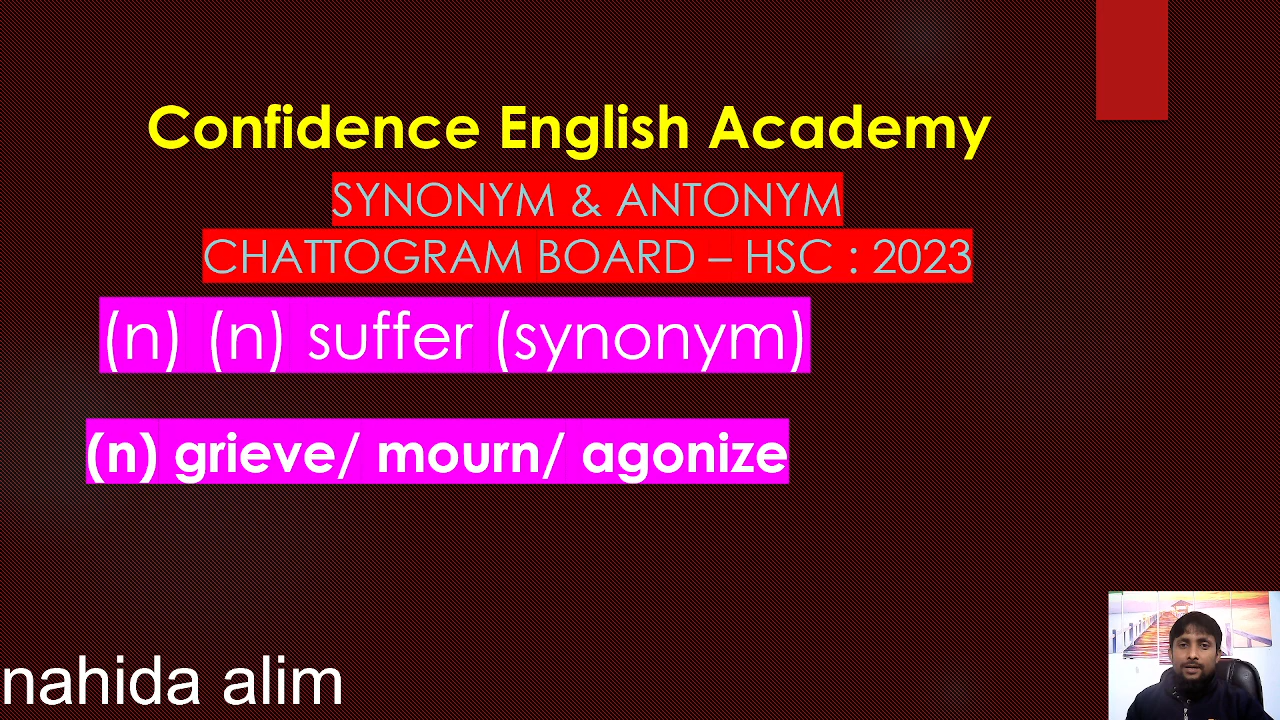 Confidence English Academy
SYNONYM & ANTONYM
CHATTOGRAM BOARD – HSC : 2023
(n) (n) suffer (synonym)
(n) grieve/ mourn/ agonize
nahida alim